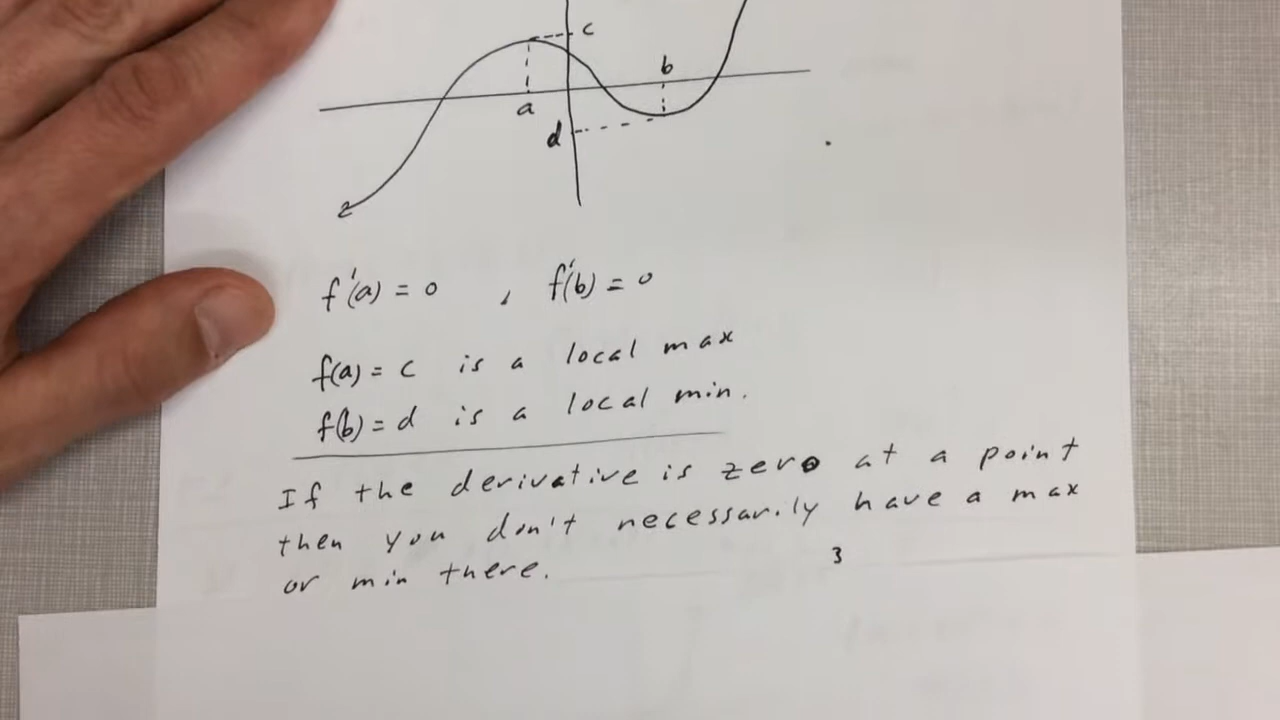 c
b
a
d
f'(a) = 0 , f'(b) = 0
f(a) = c is a local max
f(b) = d is a local min.
If the derivative is zero at a point
then you don't necessarily have a max
or min there.
3